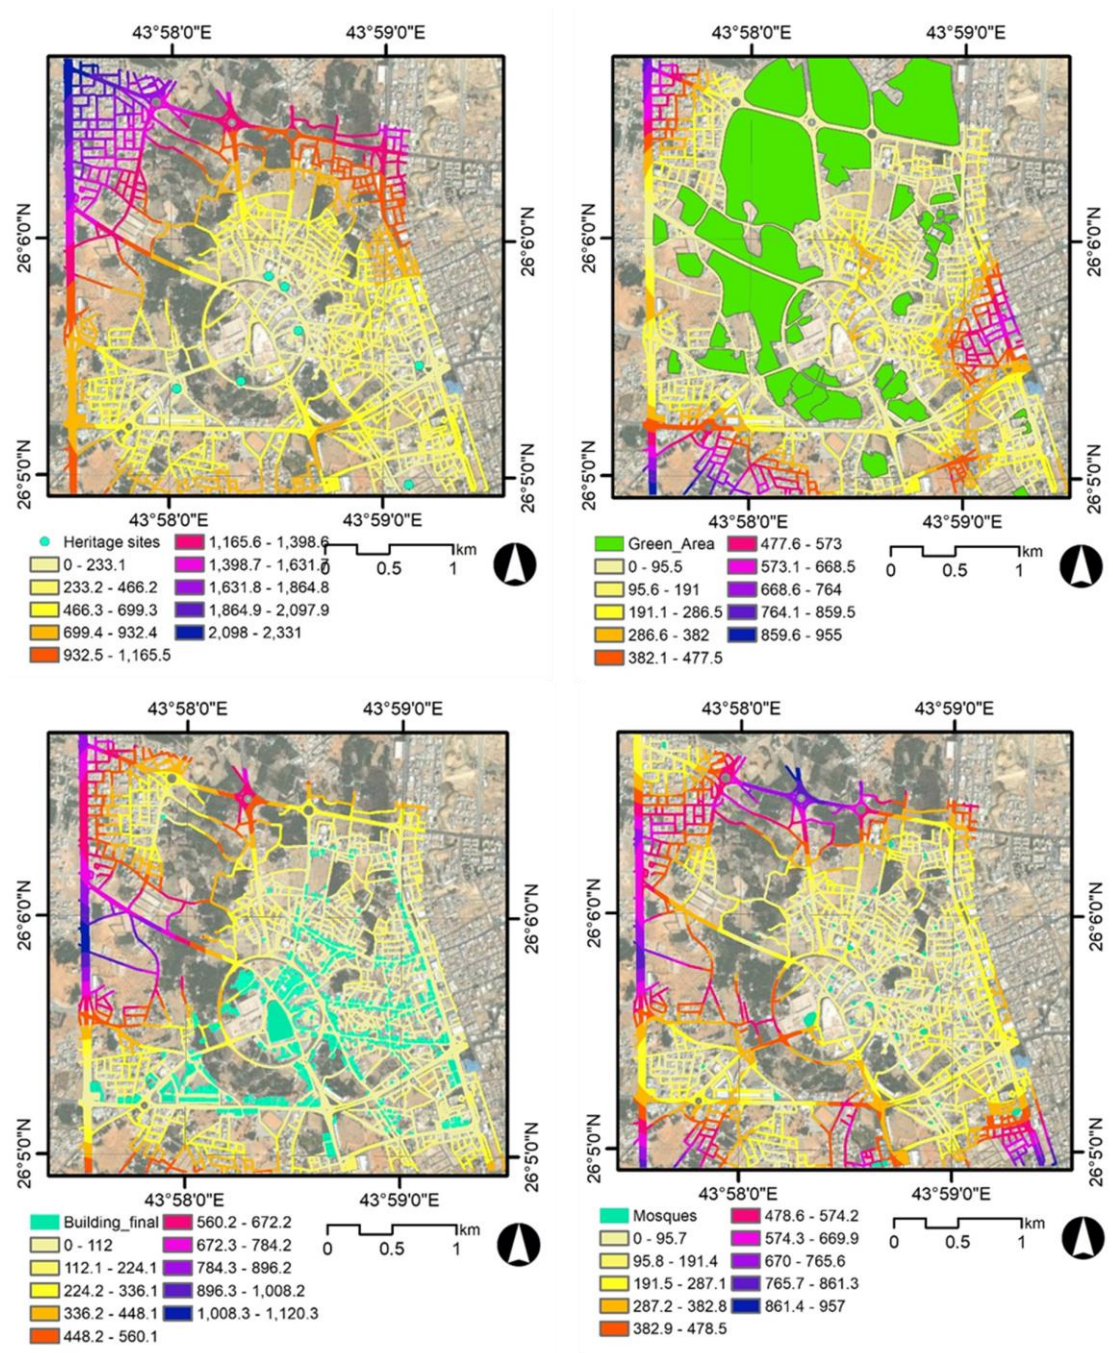 43°58'0"E 43°59'0"E
26°6'0"N 26°6'0"N
26°5'0"N 26°5'0"N
43°58'0"E 43°59'0"E
Heritage sites 1,165.6 - 1,398.6
0 - 233.1 1,398.7 - 1,631.7
233.2 - 466.2 1,631.8 - 1,864.8
466.3 - 699.3 1,864.9 - 2,097.9
699.4 - 932.4 2,098 - 2,331
932.5 - 1,165.5
km
0 0.5 1
43°58'0"E 43°59'0"E
26°6'0"N 26°6'0"N
26°5'0"N 26°5'0"N
43°58'0"E 43°59'0"E
Green_Area 477.6 - 573
0 - 95.5 573.1 - 668.5
95.6 - 191 668.6 - 764
191.1 - 286.5 764.1 - 859.5
286.6 - 382 859.6 - 955
382.1 - 477.5
km
0 0.5 1
43°58'0"E 43°59'0"E
26°6'0"N 26°6'0"N
26°5'0"N 26°5'0"N
43°58'0"E 43°59'0"E
Building_final 560.2 - 672.2
0 - 112 672.3 - 784.2
112.1 - 224.1 784.3 - 896.2
224.2 - 336.1 896.3 - 1,008.2
336.2 - 448.1 1,008.3 - 1,120.3
448.2 - 560.1
km
0 0.5 1
43°58'0"E 43°59'0"E
26°6'0"N 26°6'0"N
26°5'0"N 26°5'0"N
43°58'0"E 43°59'0"E
Mosques 478.6 - 574.2
0 - 95.7 574.3 - 669.9
95.8 - 191.4 670 - 765.6
191.5 - 287.1 765.7 - 861.3
287.2 - 382.8 861.4 - 957
382.9 - 478.5
km
0 0.5 1